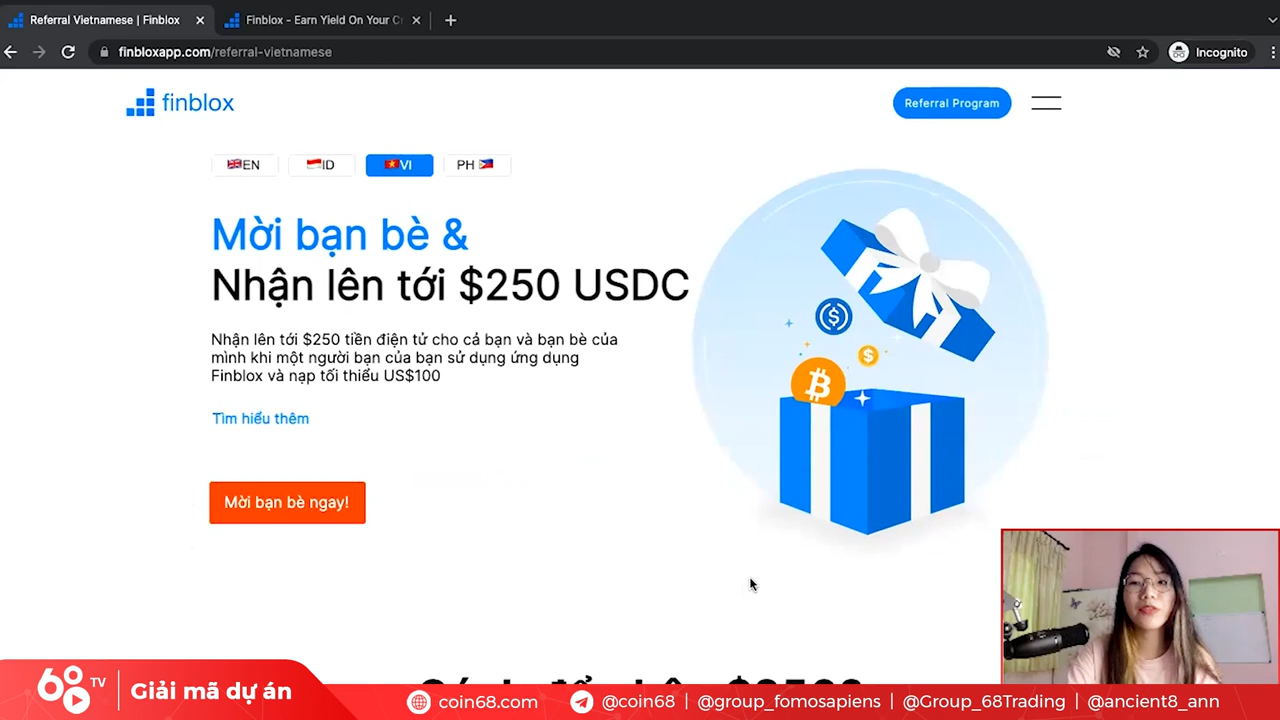 Referral Vietnamese | Finblox
Finblox - Earn Yield On Your Cr
finbloxapp.com/referral-vietnamese
Incognito
finblox
Referral Program
EN
ID
VI
PH
Mời bạn bè &
Nhận lên tới $250 USDC
Nhận lên tới $250 tiền điện tử cho cả bạn và bạn bè của
mình khi một người bạn của bạn sử dụng ứng dụng
Finblox và nạp tối thiểu US$100
Tìm hiểu thêm
Mời bạn bè ngay!
68 TV
Giải mã dự án
coin68.com
@coin68 | @group_fomosapiens | @Group_68Trading | @ancient8_ann